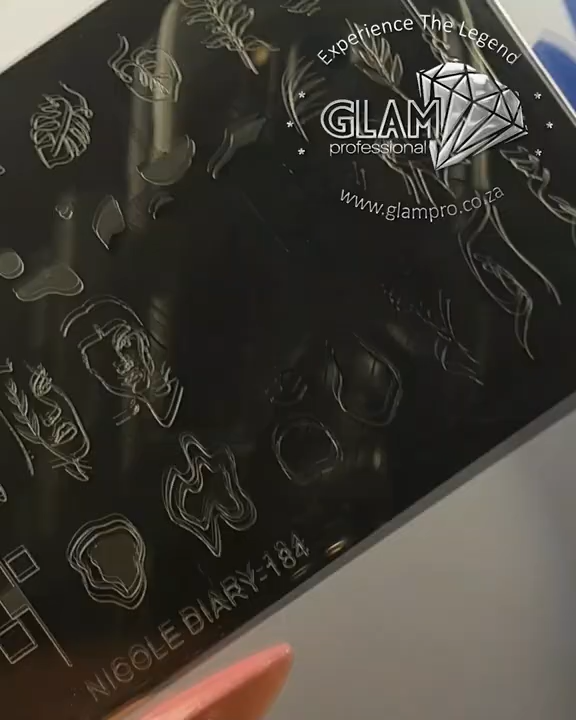 Experience The Legend
GLAM
professional
www.glampro.co.za
NICOLE DIARY-184